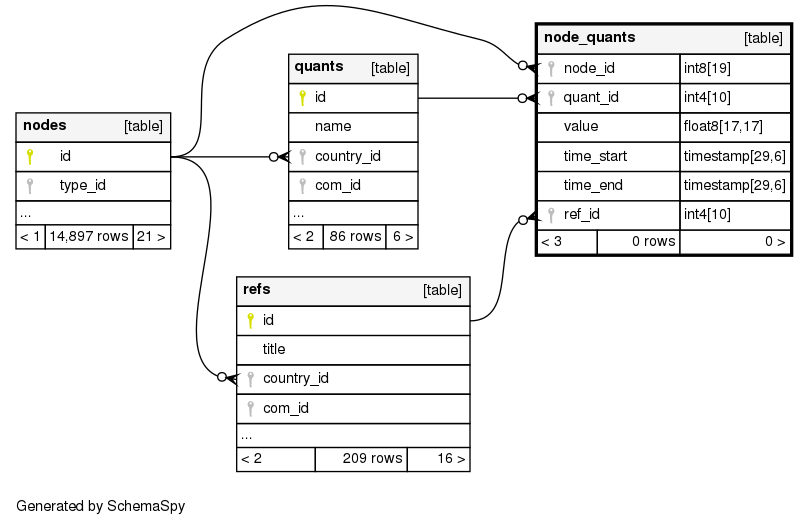 nodes [table]
id
type_id
...
< 1 14,897 rows 21 >
quants [table]
id
name
country_id
com_id
...
< 2 86 rows 6 >
refs [table]
id
title
country_id
com_id
...
< 2 209 rows 16 >
node_quants [table]
node_id int8[19]
quant_id int4[10]
value float8[17,17]
time_start timestamp[29,6]
time_end timestamp[29,6]
ref_id int4[10]
< 3 0 rows 0 >
Generated by SchemaSpy